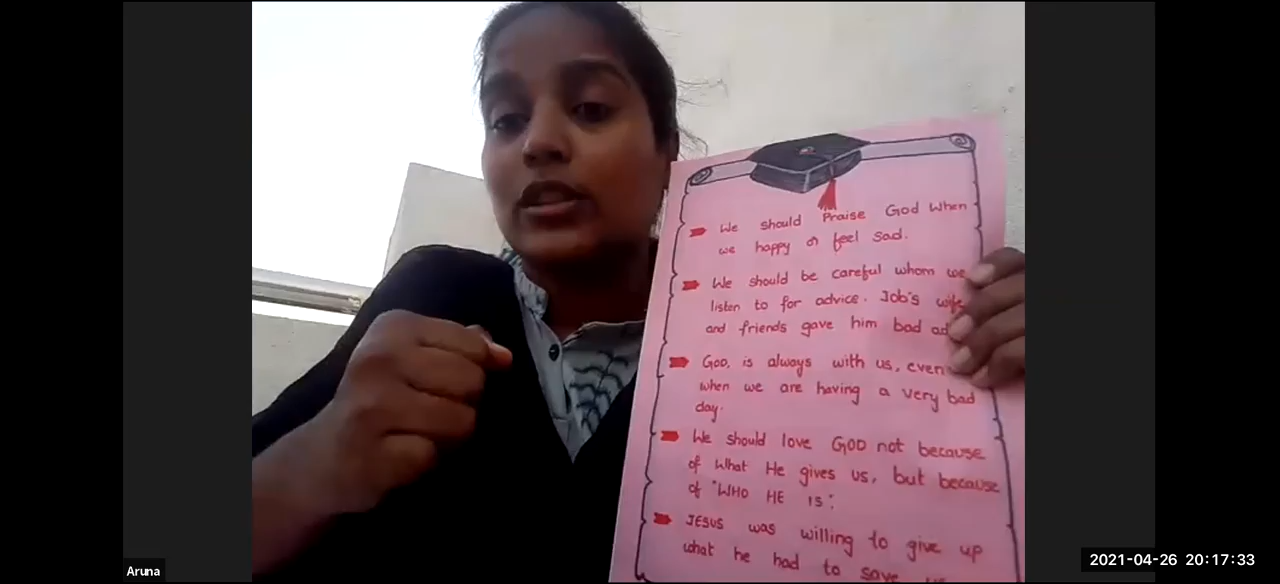 We should Praise God When
we happy or feel sad.
We should be careful whom we
listen to for advice. Job's wife
and friends gave him bad
God, is always with us, even
when we are having a very bad
day.
We should love GOD not because
of What He gives us, but because
of "WHO HE IS".
JESUS was willing to give up
what he had to save us
Aruna
2021-04-26 20:17:33